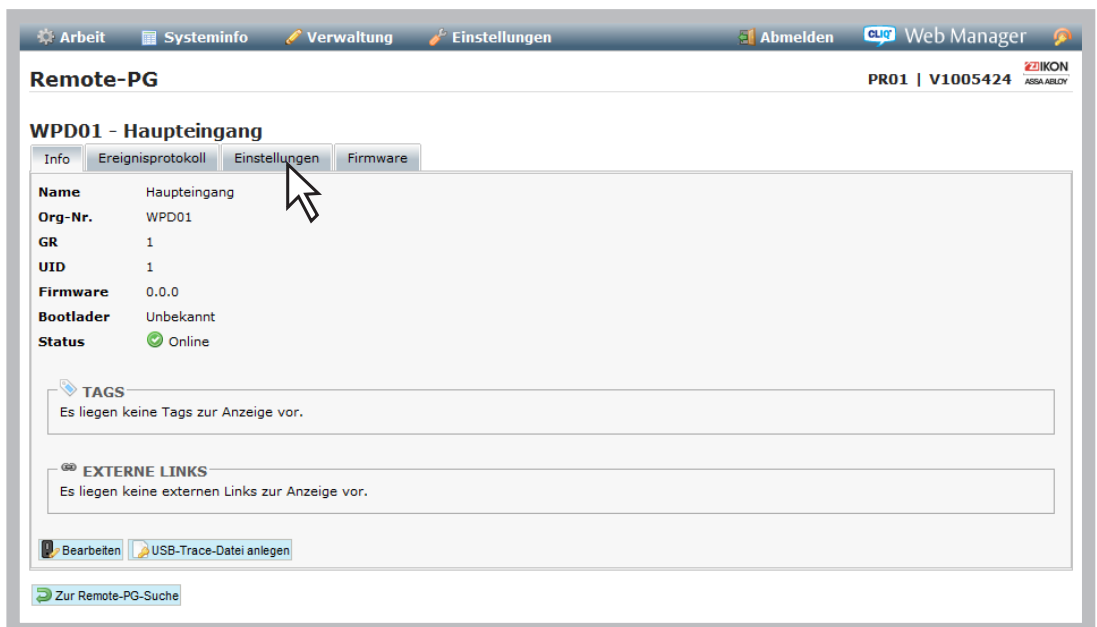 Arbeit Systeminfo Verwaltung Einstellungen Abmelden CLIQ Web Manager
Remote-PG PR01 | V1005424 IKON
ASSA ABLOY
WPD01 - Haupteingang
Info Ereignisprotokoll Einstellungen Firmware
Name Haupteingang
Org-Nr. WPD01
GR 1
UID 1
Firmware 0.0.0
Bootlader Unbekannt
Status Online
TAGS
Es liegen keine Tags zur Anzeige vor.
EXTERNE LINKS
Es liegen keine externen Links zur Anzeige vor.
Bearbeiten USB-Trace-Datei anlegen
Zur Remote-PG-Suche